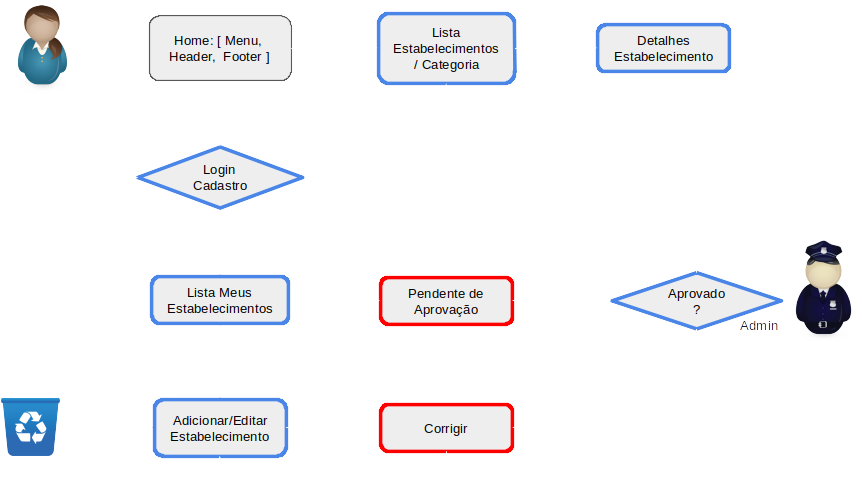 Home: [ Menu,
Header, Footer ]
Lista
Estabelecimentos
/ Categoria
Detalhes
Estabelecimento
Login
Cadastro
Lista Meus
Estabelecimentos
Pendente de
Aprovação
Aprovado
?
Admin
Adicionar/Editar
Estabelecimento
Corrigir